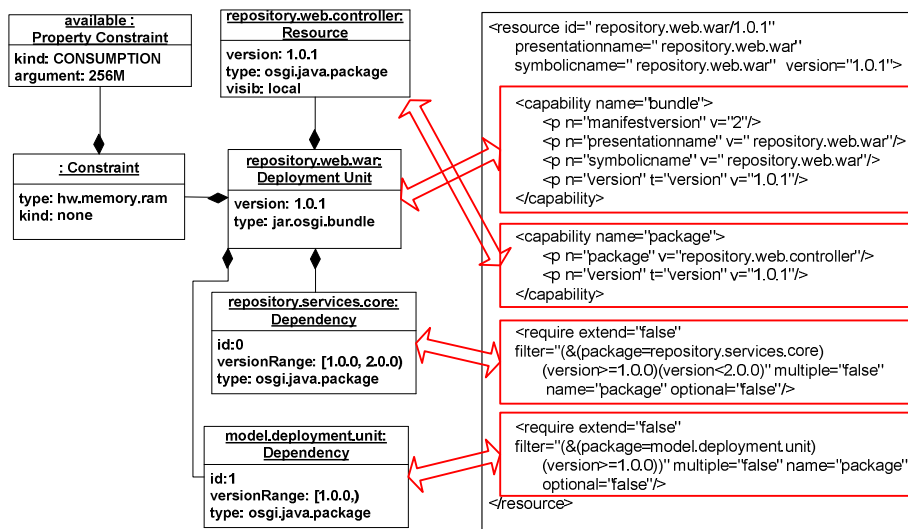 available :
Property Constraint
kind: CONSUMPTION
argument: 256M
repository.web.controller:
Resource
version: 1.0.1
type: osgi.java.package
visib: local
: Constraint
type: hw.memory.ram
kind: none
repository.web.war:
Deployment Unit
version: 1.0.1
type: jar.osgi.bundle
repository.services.core:
Dependency
id:0
versionRange: [1.0.0, 2.0.0)
type: osgi.java.package
model.deployment.unit:
Dependency
id:1
versionRange: [1.0.0,)
type: osgi.java.package
<resource id=" repository.web.war/1.0.1"
presentationname=" repository.web.war"
symbolicname=" repository.web.war" version="1.0.1">
<capability name="bundle">
<p n="manifestversion" v="2"/>
<p n="presentationname" v=" repository.web.war"/>
<p n="symbolicname" v=" repository.web.war"/>
<p n="version" t="version" v="1.0.1"/>
</capability>
<capability name="package">
<p n="package" v="repository.web.controller"/>
<p n="version" t="version" v="1.0.1"/>
</capability>
<require extend="false"
filter="(&(package=repository.services.core)
(version>=1.0.0)(version<2.0.0)" multiple="false"
name="package" optional="false"/>
<require extend="false"
filter="(&(package=model.deployment.unit)
(version>=1.0.0))" multiple="false" name="package"
optional="false"/>
</resource>